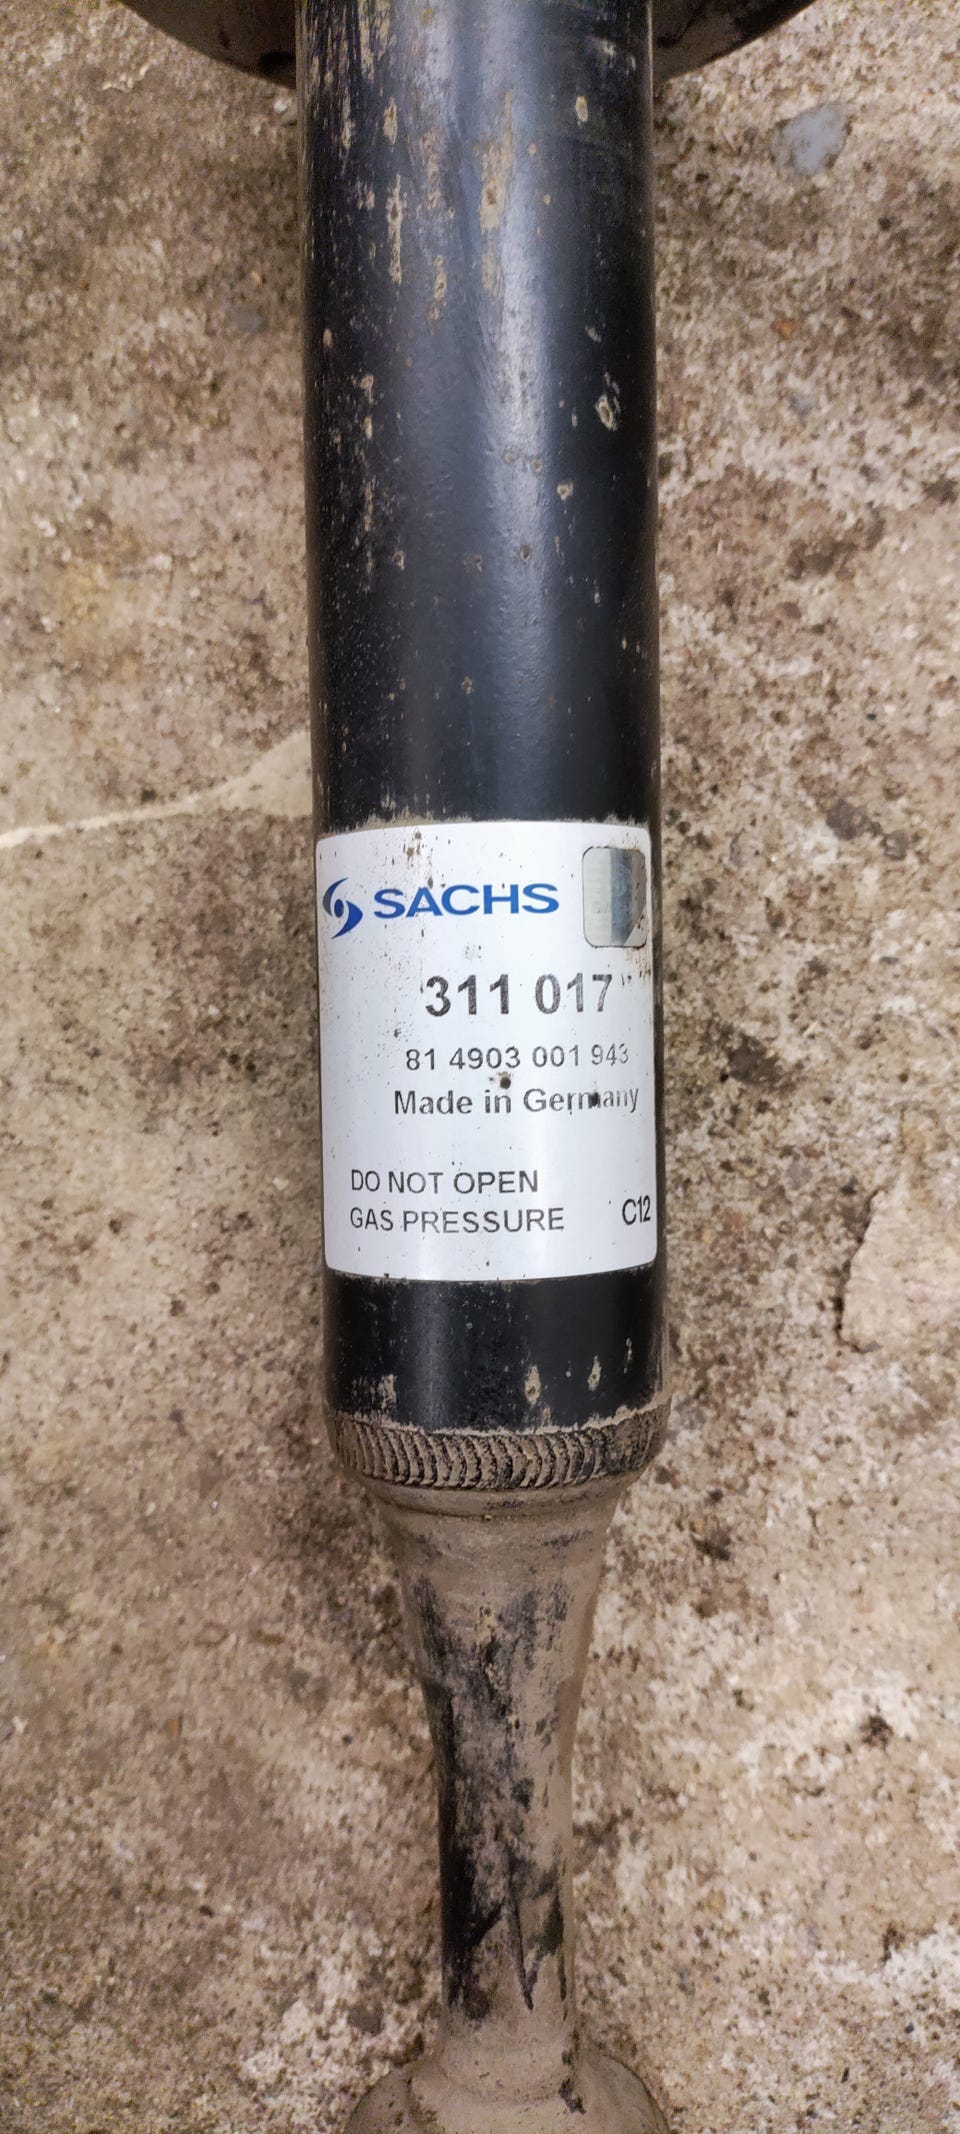 SACHS
311 017
81 4903 001 943
Made in Germany
DO NOT OPEN
GAS PRESSURE
C12